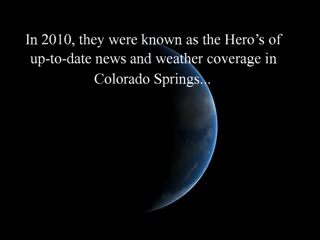 In 2010, they were known as the Hero’s of
up-to-date news and weather coverage in
Colorado Springs...